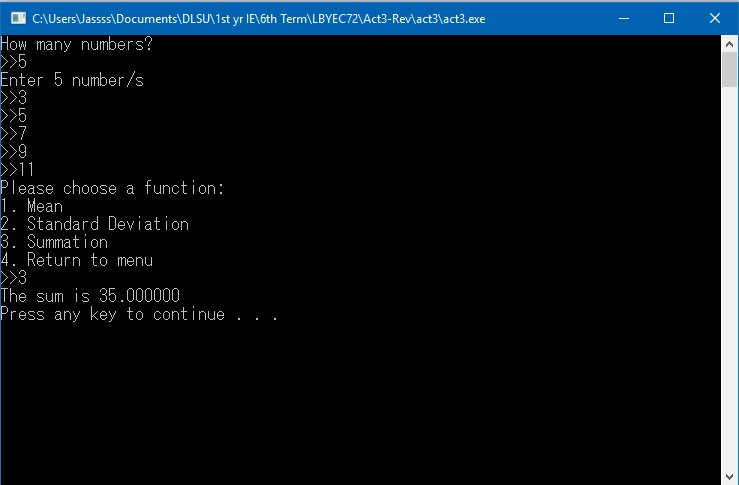 C:\Users\Jassss\Documents\DLSU\1st yr IE\6th Term\LBYEC72\Act3-Rev\act3\act3.exe
How many numbers?
>>5
Enter 5 number/s
>>3
>>5
>>7
>>9
>>11
Please choose a function:
1. Mean
2. Standard Deviation
3. Summation
4. Return to menu
>>3
The sum is 35.000000
Press any key to continue . . .